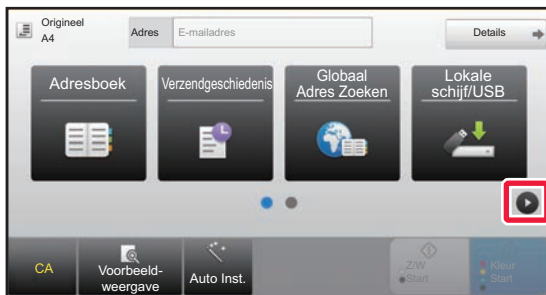 Origineel
A4
Adres
E-mailadres
Details
Adresboek
Verzendgeschiedenis
Globaal
Adres Zoeken
Lokale
schijf/USB
CA
Voorbeeld-
weergave
Auto Inst.
Z/W
Start
Kleur
Start